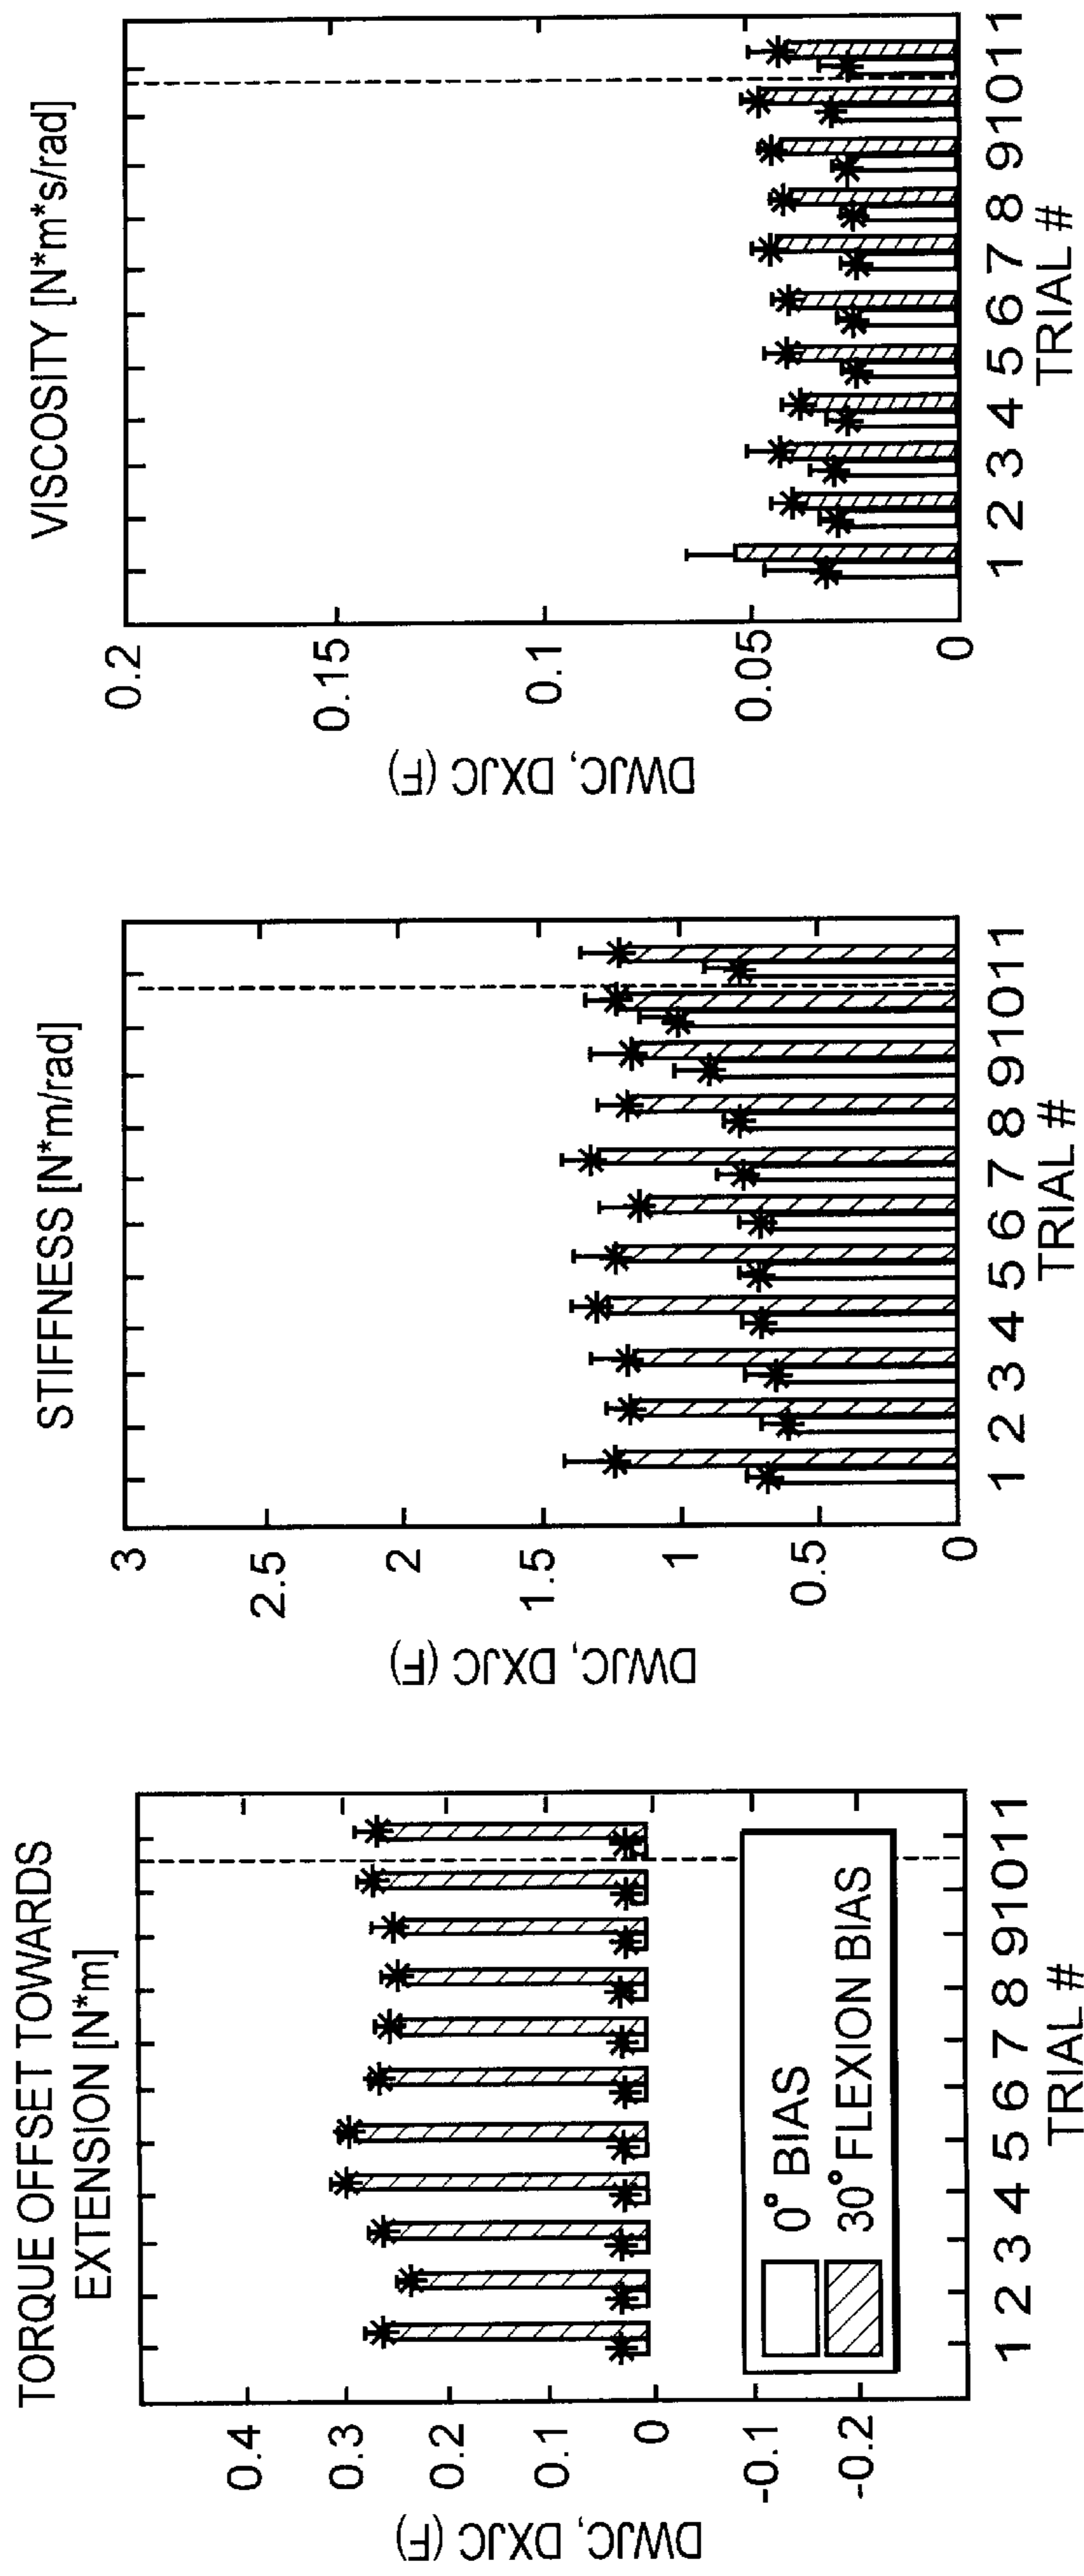 TORQUE OFFSET TOWARDS
EXTENSION [N*m]
DWJC, DXJC (F)
0.4
0.3
0.2
0.1
0
-0.1
-0.2
0° BIAS
30° FLEXION BIAS
1 2 3 4 5 6 7 8 9 10 11
TRIAL #
STIFFNESS [N*m/rad]
DWJC, DXJC (F)
3
2.5
2
1.5
1
0.5
0
1 2 3 4 5 6 7 8 9 10 11
TRIAL #
VISCOSITY [N*m*s/rad]
DWJC, DXJC (F)
0.2
0.15
0.1
0.05
0
1 2 3 4 5 6 7 8 9 10 11
TRIAL #